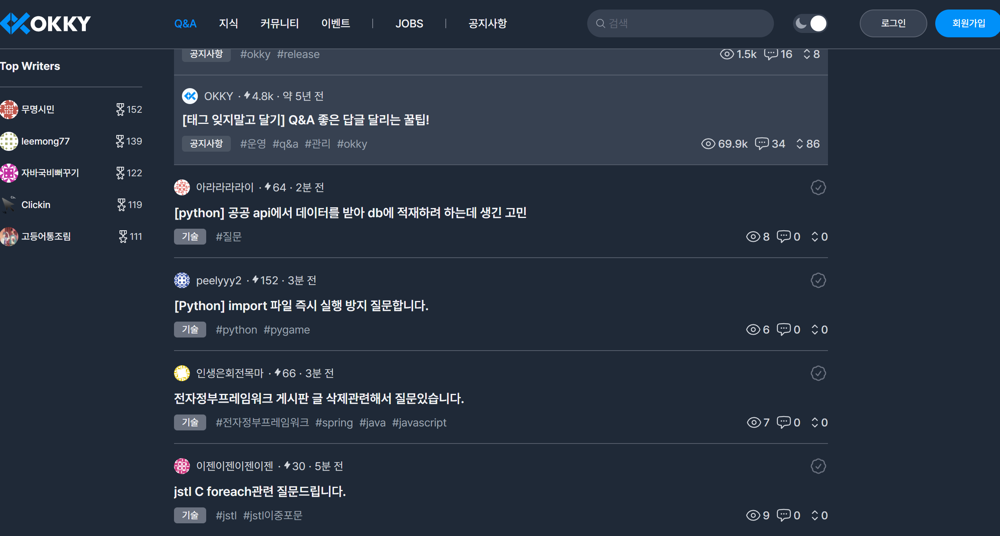 OKKY
Q&A 지식 커뮤니티 이벤트 | JOBS | 공지사항 검색 로그인 회원가입
Top Writers
무명시민 152
leemong77 139
자바국비뻐꾸기 122
Clickin 119
고등어통조림 111
공지사항 #okky #release 1.5k 16 8
OKKY · 4.8k · 약 5년 전
[태그 잊지말고 달기] Q&A 좋은 답글 달리는 꿀팁!
공지사항 #운영 #q&a #관리 #okky 69.9k 34 86
아라라라라이 · 64 · 2분 전
[python] 공공 api에서 데이터를 받아 db에 적재하려 하는데 생긴 고민
기술 #질문 8 0 0
peelyyy2 · 152 · 3분 전
[Python] import 파일 즉시 실행 방지 질문합니다.
기술 #python #pygame 6 0 0
인생은회전목마 · 66 · 3분 전
전자정부프레임워크 게시판 글 삭제관련해서 질문있습니다.
기술 #전자정부프레임워크 #spring #java #javascript 7 0 0
이젠이젠이젠이젠 · 30 · 5분 전
jstl C foreach관련 질문드립니다.
기술 #jstl #jstl이중포문 9 0 0